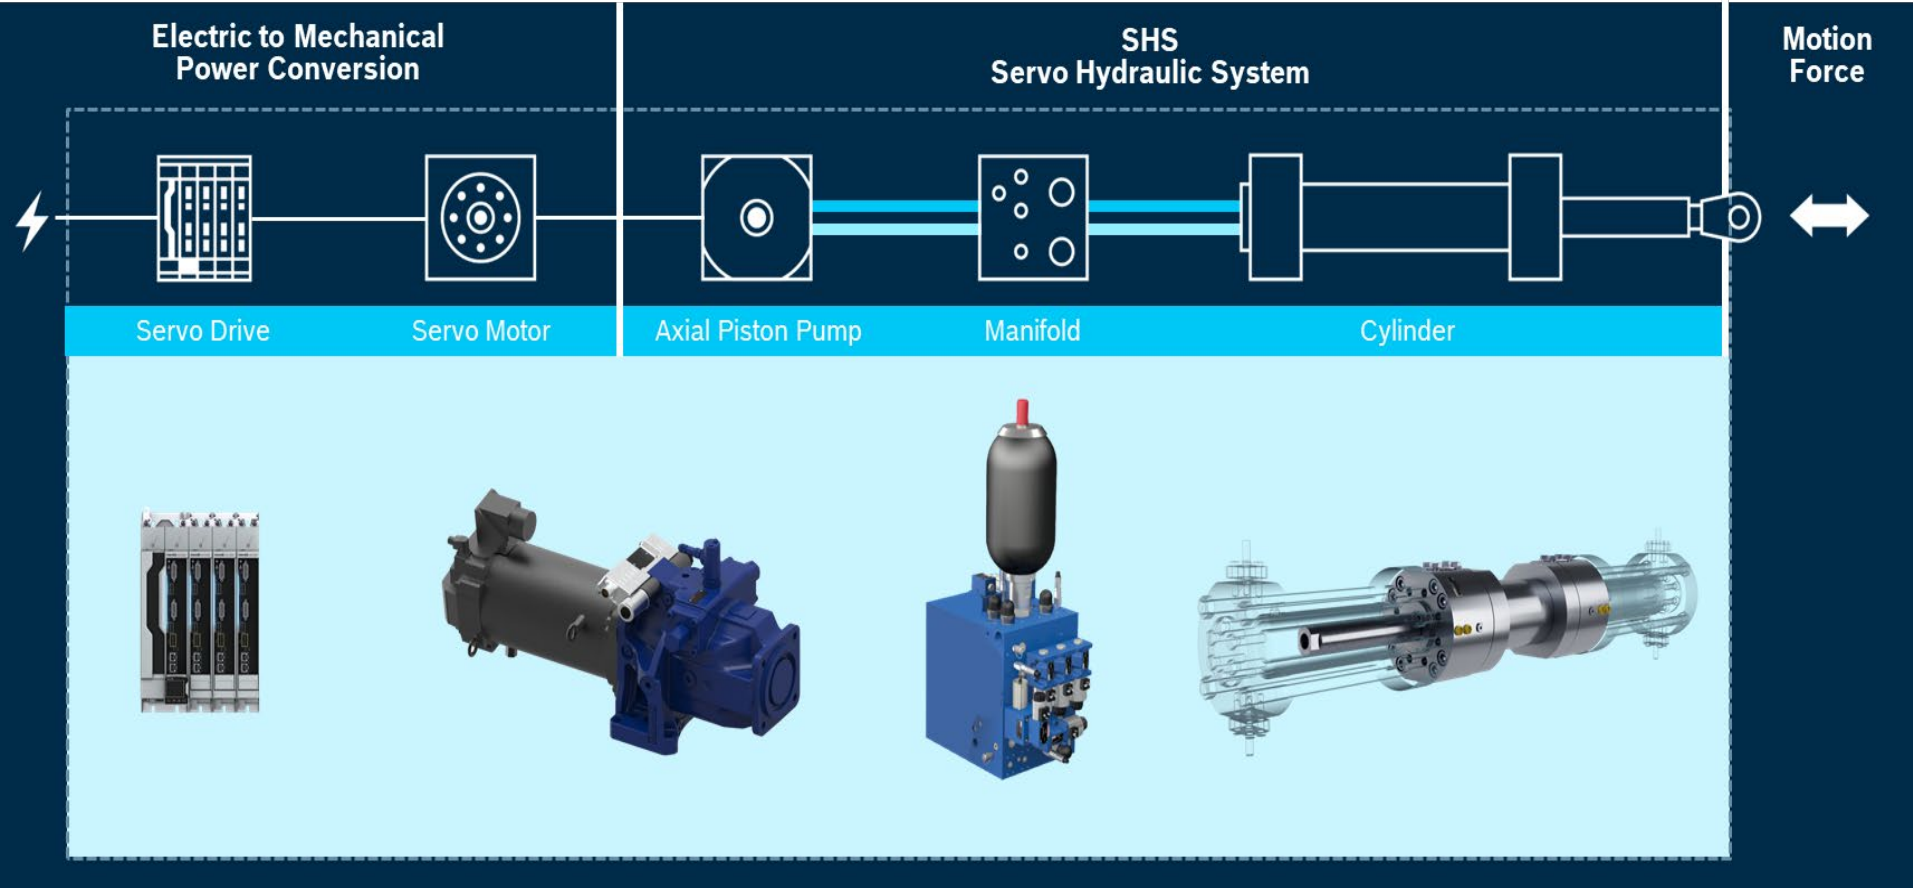 Electric to Mechanical
Power Conversion
SHS
Servo Hydraulic System
Motion
Force
Servo Drive
Servo Motor
Axial Piston Pump
Manifold
Cylinder